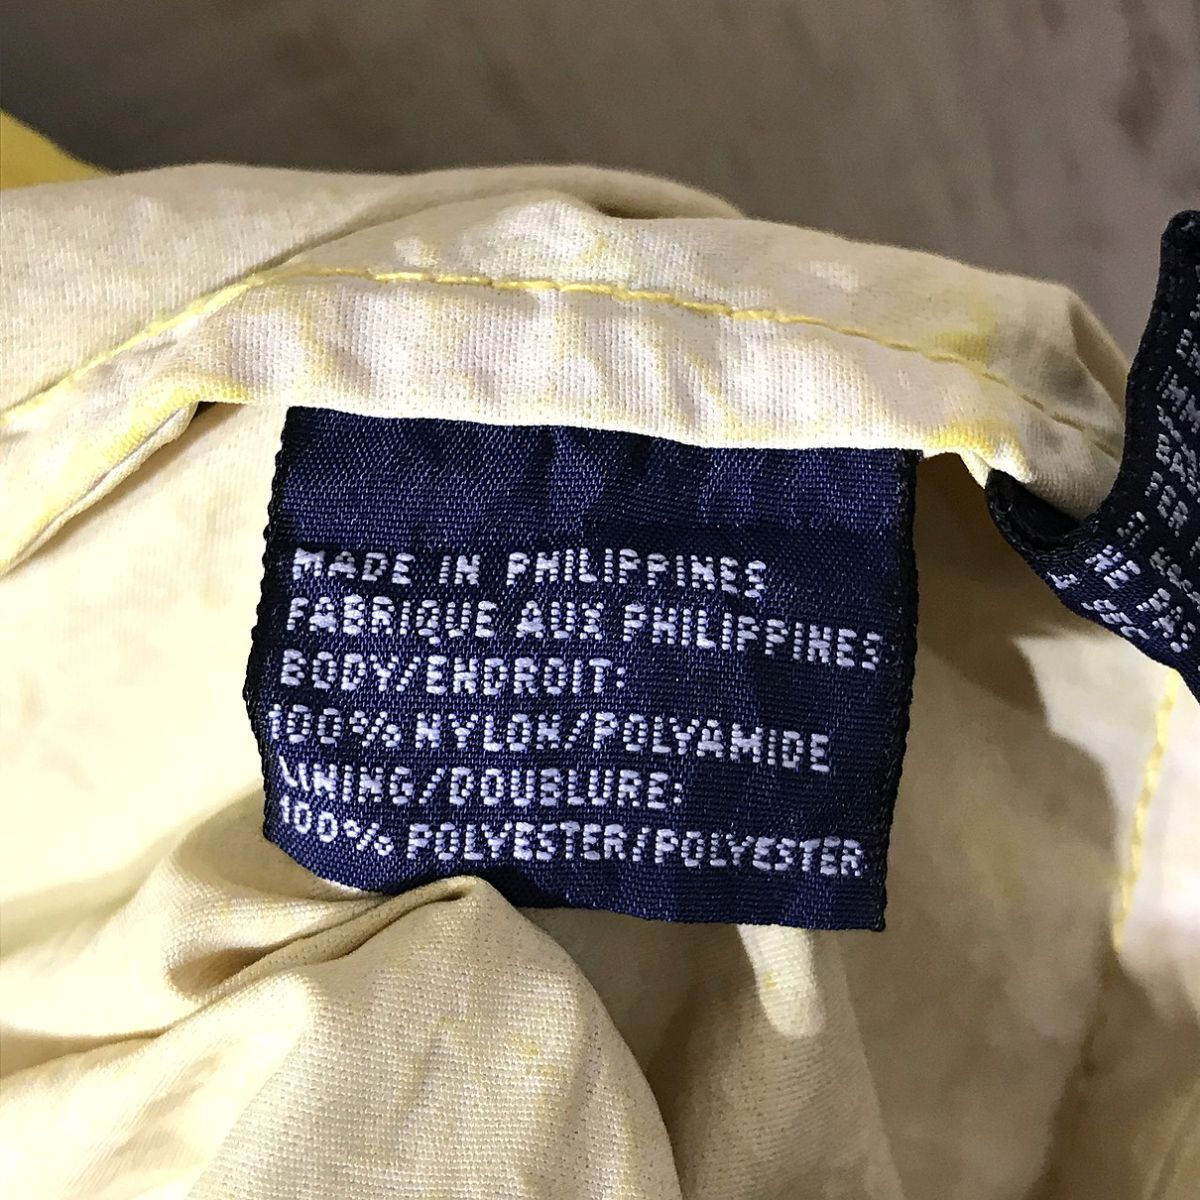 MADE IN PHILIPPINES
FABRIQUE AUX PHILIPPINES
BODY/ENDROIT:
100% NYLON/POLYAMIDE
LINING/DOUBLURE:
100% POLYESTER/POLYESTER